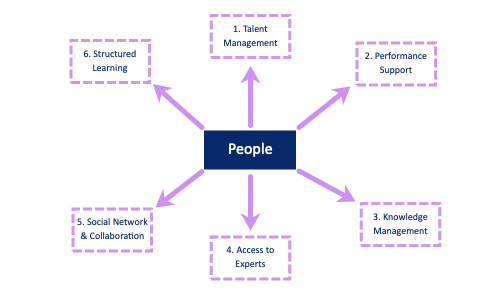 1. Talent
Management
2. Performance
Support
3. Knowledge
Management
4. Access to
Experts
5. Social Network
& Collaboration
6. Structured
Learning
People